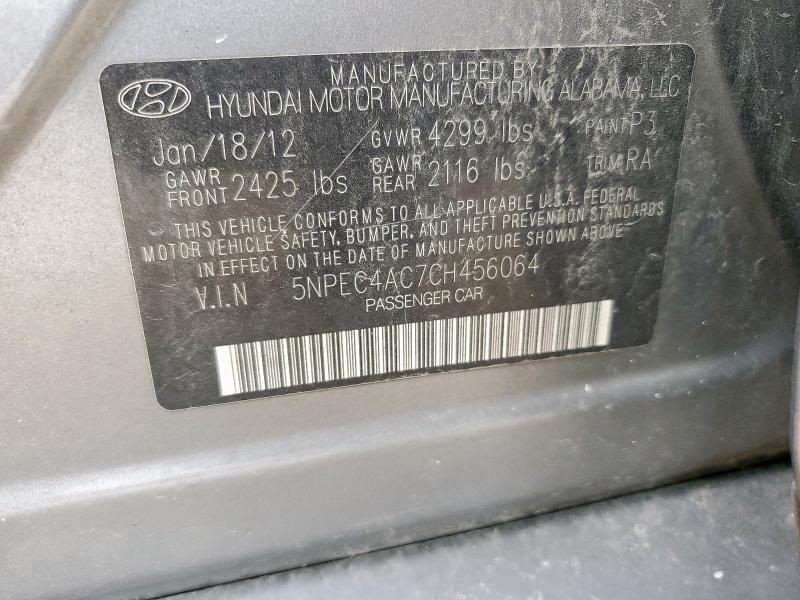 MANUFACTURED BY
HYUNDAI MOTOR MANUFACTURING ALABAMA, LLC
Jan/18/12 GVWR 4299 lbs PAINT:P3
GAWR FRONT 2425 lbs GAWR REAR 2116 lbs TRIM:RA
THIS VEHICLE CONFORMS TO ALL APPLICABLE U.S.A. FEDERAL
MOTOR VEHICLE SAFETY, BUMPER, AND THEFT PREVENTION STANDARDS
IN EFFECT ON THE DATE OF MANUFACTURE SHOWN ABOVE
V.I.N 5NPEC4AC7CH456064
PASSENGER CAR